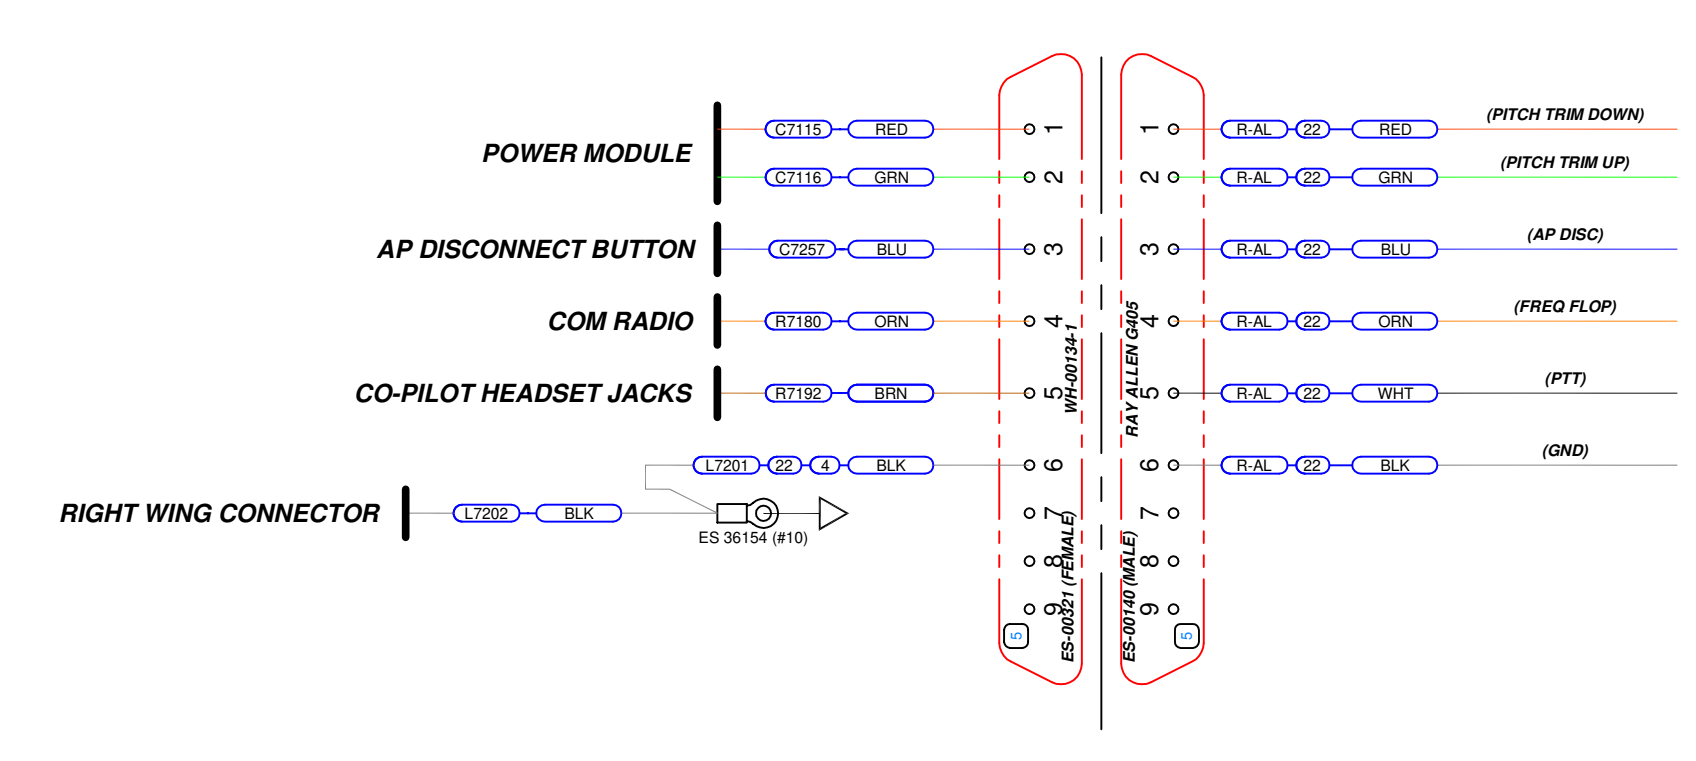 POWER MODULE
C7115 RED 1
C7116 GRN 2
AP DISCONNECT BUTTON
C7257 BLU 3
COM RADIO
R7180 ORN 4
CO-PILOT HEADSET JACKS
R7192 BRN 5
L7201 22 4 BLK 6
RIGHT WING CONNECTOR
L7202 BLK
ES 36154 (#10)
7
8
9
5
WH-00134-1
ES-00321 (FEMALE)
RAY ALLEN G405
ES-00140 (MALE)
1 R-AL 22 RED
(PITCH TRIM DOWN)
2 R-AL 22 GRN
(PITCH TRIM UP)
3 R-AL 22 BLU
(AP DISC)
4 R-AL 22 ORN
(FREQ FLOP)
5 R-AL 22 WHT
(PTT)
6 R-AL 22 BLK
(GND)
7
8
9
5